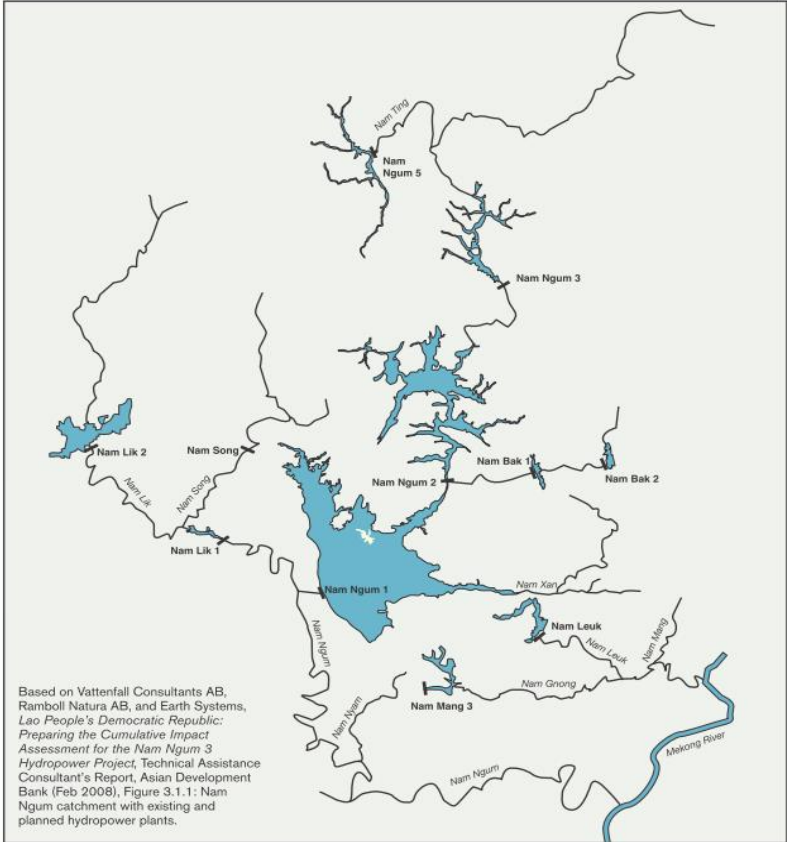 Nam Ting
Nam
Ngum 5
Nam Ngum 3
Nam Lik 2
Nam Song
Nam Bak 1
Nam Bak 2
Nam Ngum 2
Nam Lik
Nam Song
Nam Lik 1
Nam Ngum 1
Nam Xan
Nam Ngum
Nam Leuk
Nam Leuk
Nam Mang
Nam Gnong
Nam Mang 3
Nam Nyam
Mekong River
Nam Ngum
Based on Vattenfall Consultants AB,
Ramboll Natura AB, and Earth Systems,
Lao People's Democratic Republic:
Preparing the Cumulative Impact
Assessment for the Nam Ngum 3
Hydropower Project, Technical Assistance
Consultant's Report, Asian Development
Bank (Feb 2008), Figure 3.1.1: Nam
Ngum catchment with existing and
planned hydropower plants.